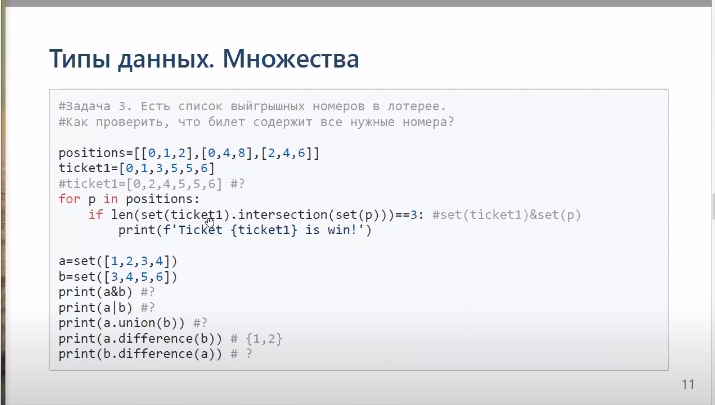 Типы данных. Множества
#Задача 3. Есть список выйгрышных номеров в лотерее.
#Как проверить, что билет содержит все нужные номера?
positions=[[0,1,2],[0,4,8],[2,4,6]]
ticket1=[0,1,3,5,5,6]
#ticket1=[0,2,4,5,5,6] #?
for p in positions:
    if len(set(ticket1).intersection(set(p)))==3: #set(ticket1)&set(p)
        print(f'Ticket {ticket1} is win!')
a=set([1,2,3,4])
b=set([3,4,5,6])
print(a&b) #?
print(a|b) #?
print(a.union(b)) #?
print(a.difference(b)) # {1,2}
print(b.difference(a)) # ?
11